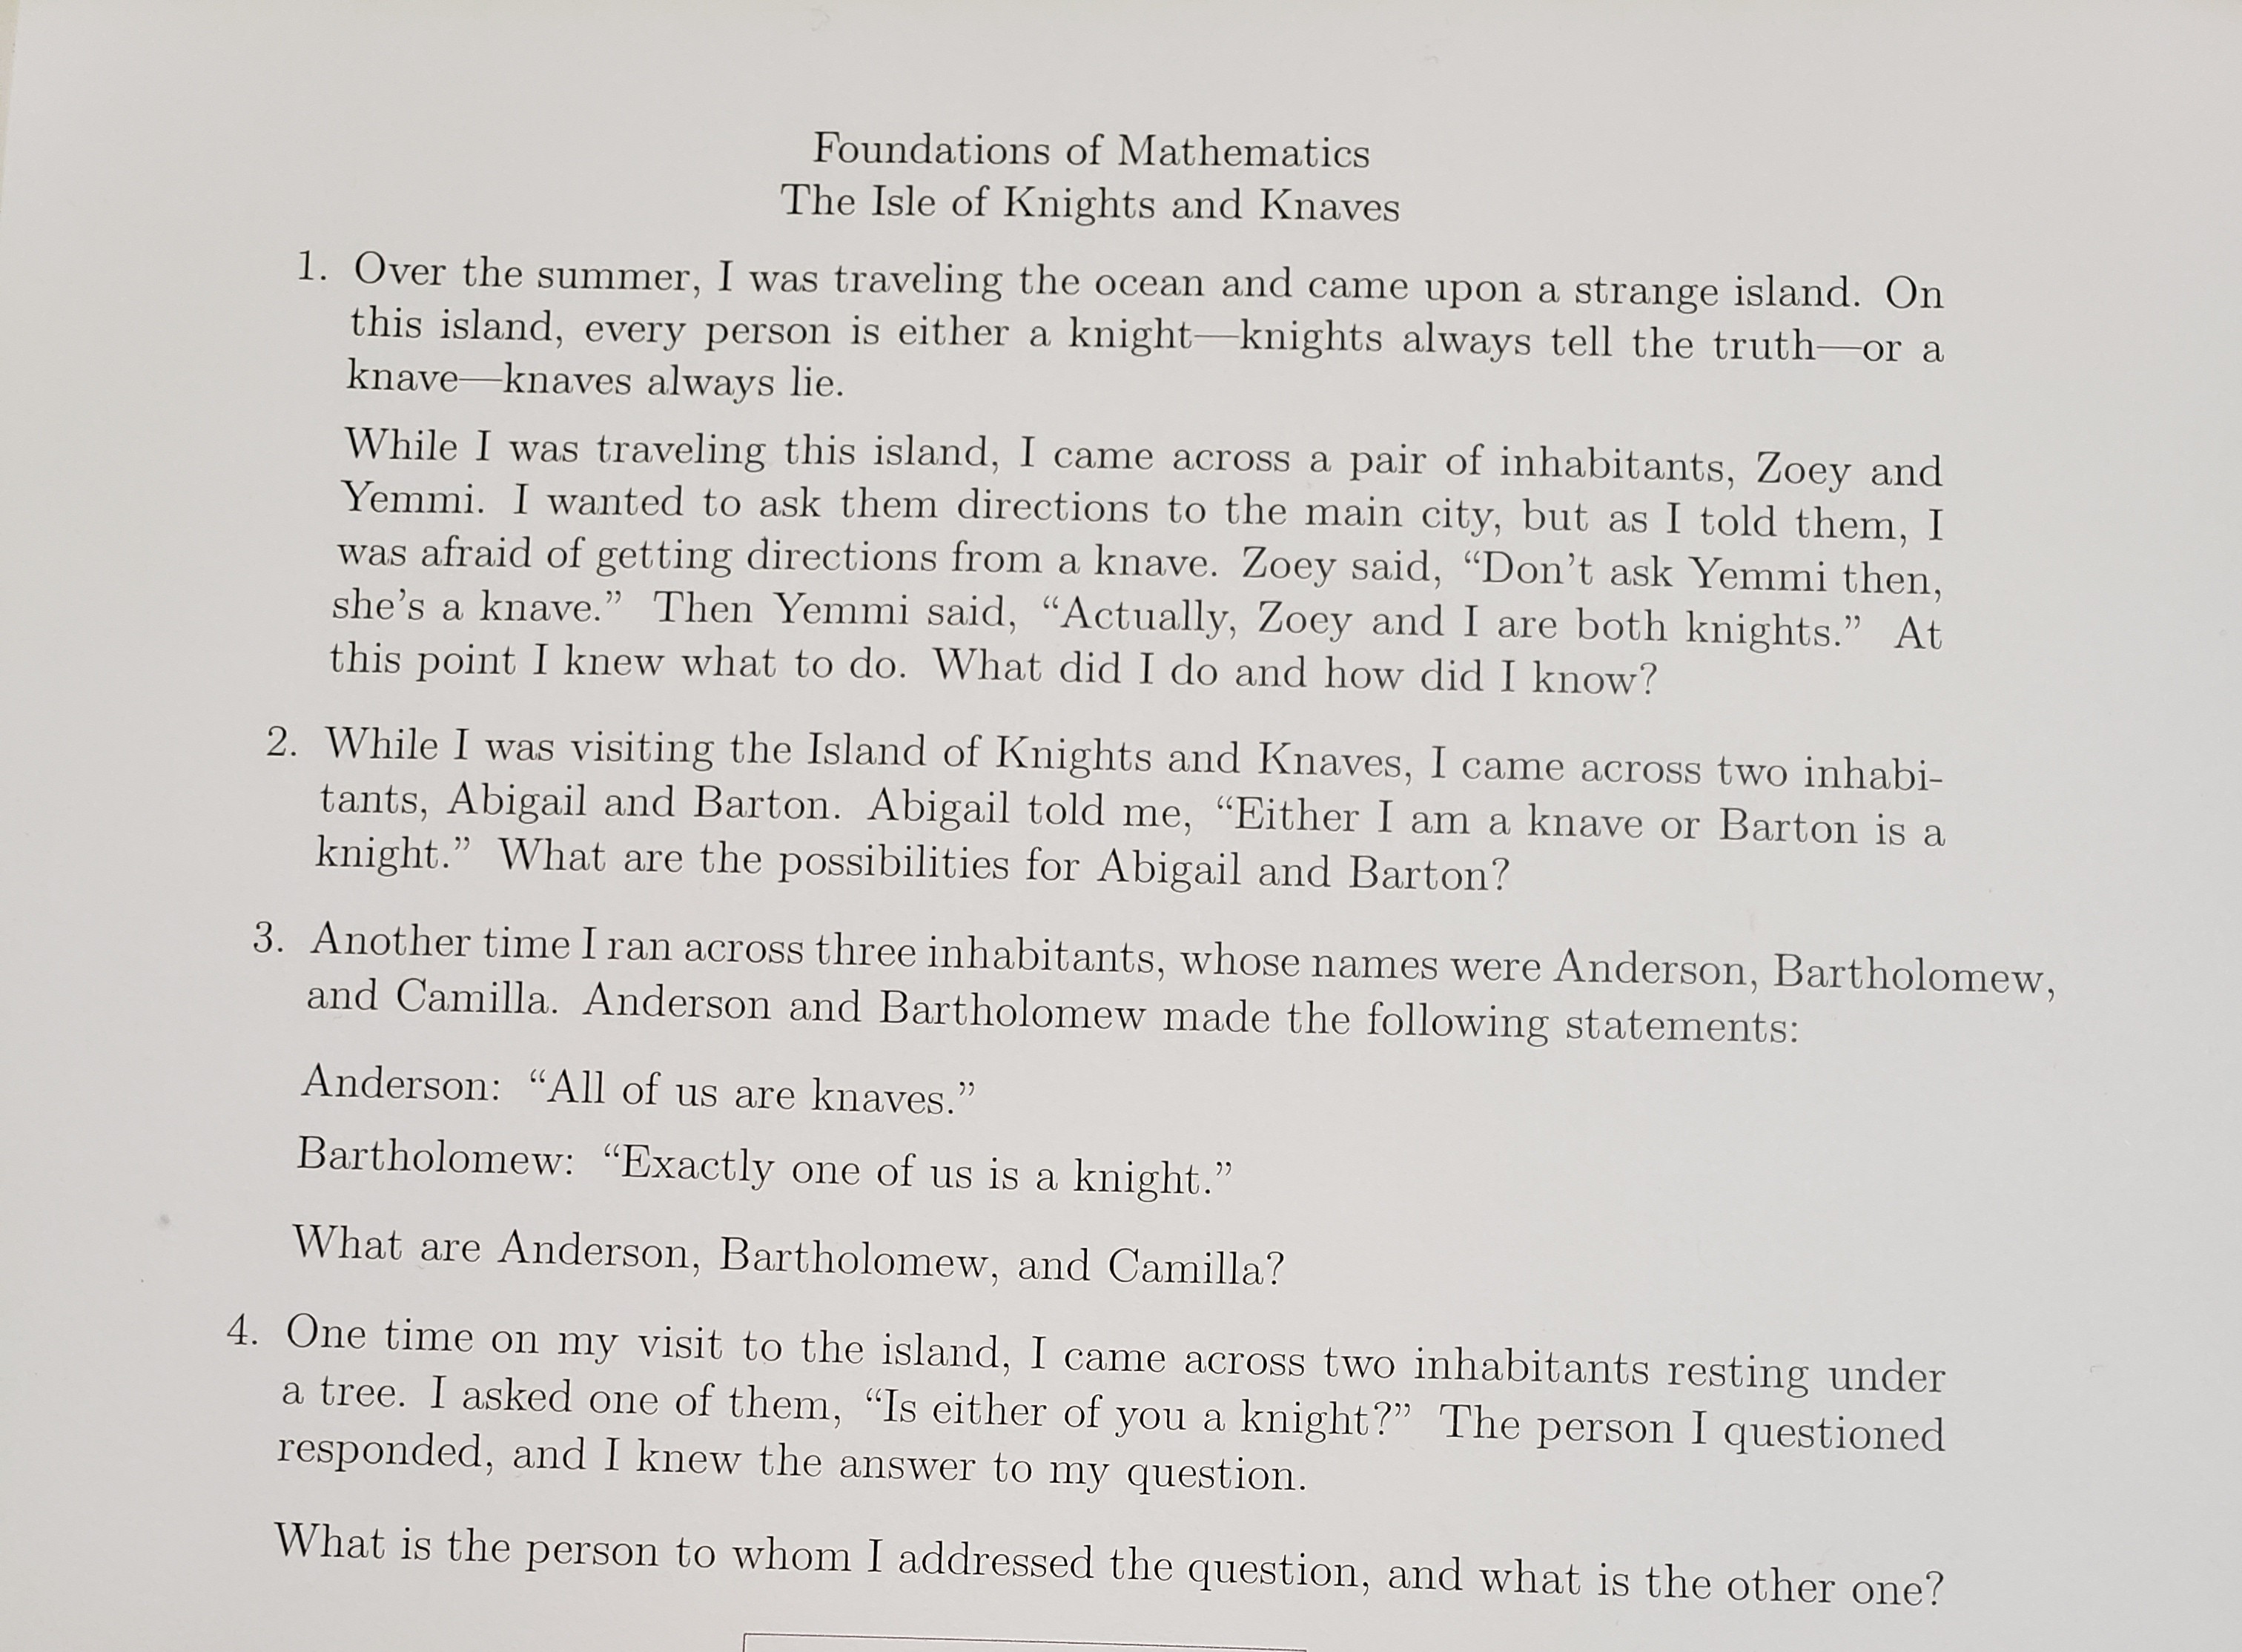 Foundations of Mathematics
The Isle of Knights and Knaves
1. Over the summer, I was traveling the ocean and came upon a strange island. On
this island, every person is either a knight—knights always tell the truth—or a
knave—knaves always lie.
While I was traveling this island, I came across a pair of inhabitants, Zoey and
Yemmi. I wanted to ask them directions to the main city, but as I told them, I
was afraid of getting directions from a knave. Zoey said, “Don’t ask Yemmi then,
she’s a knave.” Then Yemmi said, “Actually, Zoey and I are both knights.” At
this point I knew what to do. What did I do and how did I know?
2. While I was visiting the Island of Knights and Knaves, I came across two inhabi-
tants, Abigail and Barton. Abigail told me, “Either I am a knave or Barton is a
knight.” What are the possibilities for Abigail and Barton?
3. Another time I ran across three inhabitants, whose names were Anderson, Bartholomew,
and Camilla. Anderson and Bartholomew made the following statements:
Anderson: “All of us are knaves.”
Bartholomew: “Exactly one of us is a knight.”
What are Anderson, Bartholomew, and Camilla?
4. One time on my visit to the island, I came across two inhabitants resting under
a tree. I asked one of them, “Is either of you a knight?” The person I questioned
responded, and I knew the answer to my question.
What is the person to whom I addressed the question, and what is the other one?